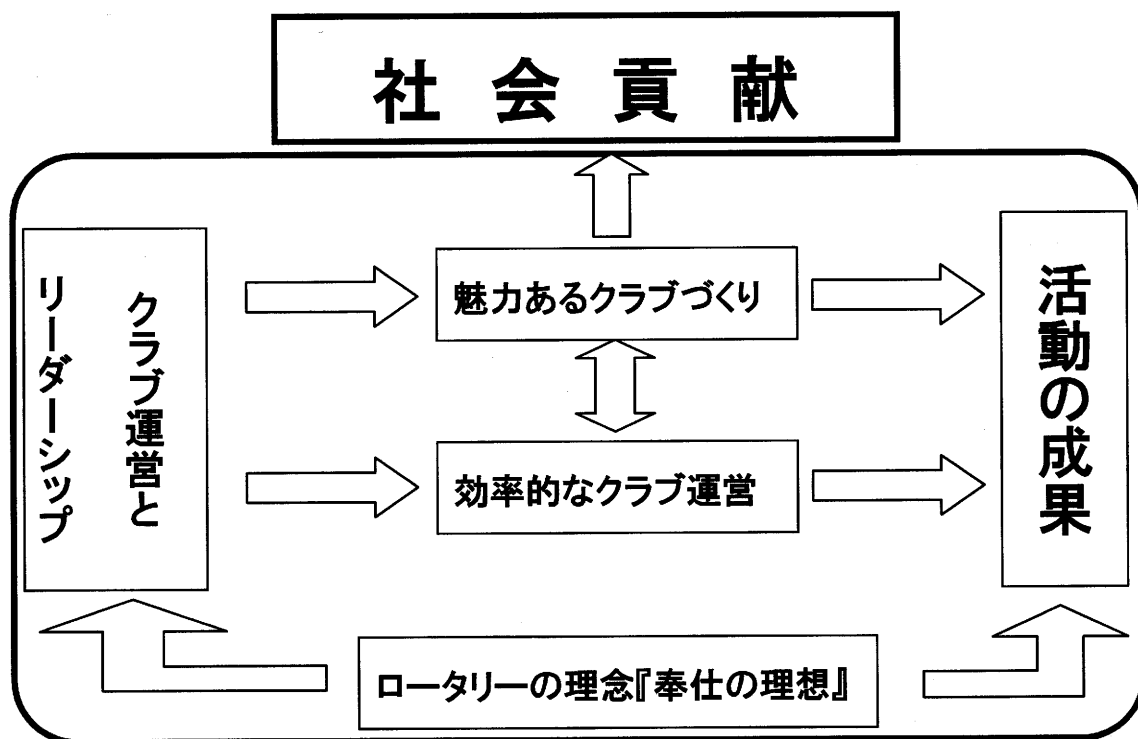 社会貢献
クラブ運営と
リーダーシップ
魅力あるクラブづくり
効率的なクラブ運営
活動の成果
ロータリーの理念『奉仕の理想』